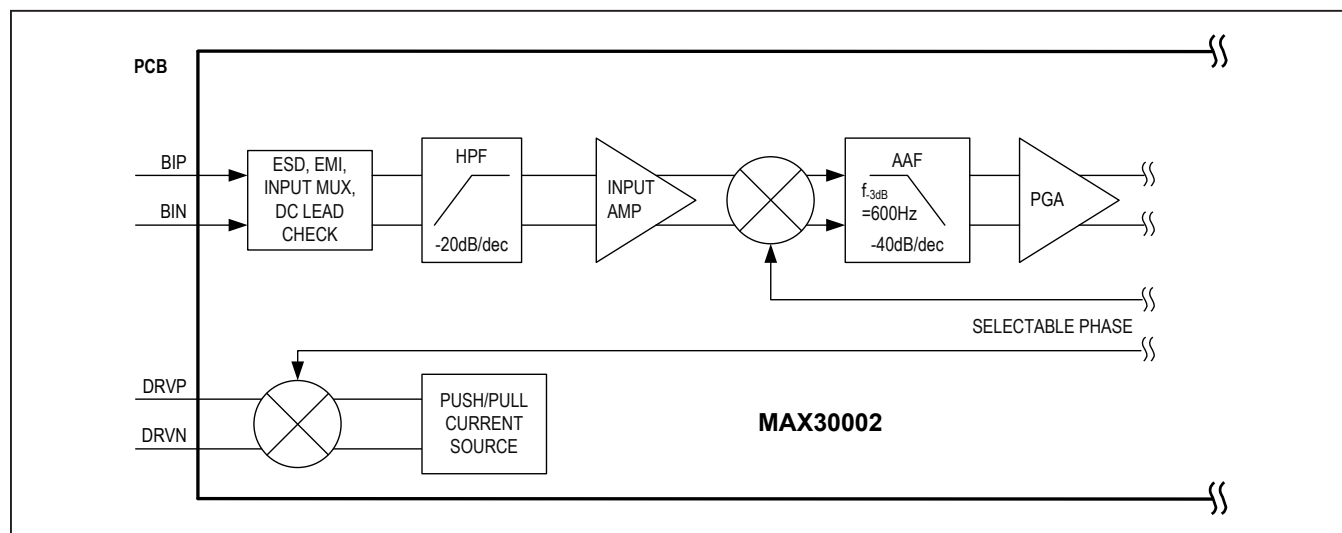 PCB
BIP
BIN
ESD, EMI,
INPUT MUX,
DC LEAD
CHECK
HPF
-20dB/dec
INPUT
AMP
AAF
f-3dB
=600Hz
-40dB/dec
PGA
SELECTABLE PHASE
DRVP
DRVN
PUSH/PULL
CURRENT
SOURCE
MAX30002